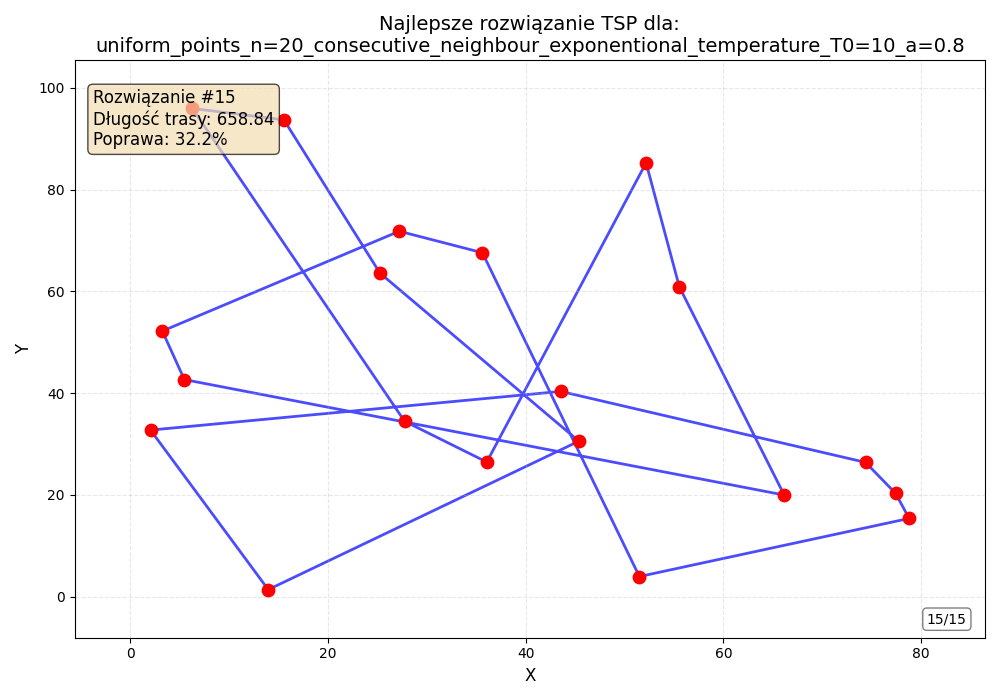 Najlepsze rozwiązanie TSP dla:
uniform_points_n=20_consecutive_neighbour_exponentional_temperature_T0=10_a=0.8
Rozwiązanie #15
Długość trasy: 658.84
Poprawa: 32.2%
100
80
60
40
20
0
Y
15/15
0 20 40 60 80
X